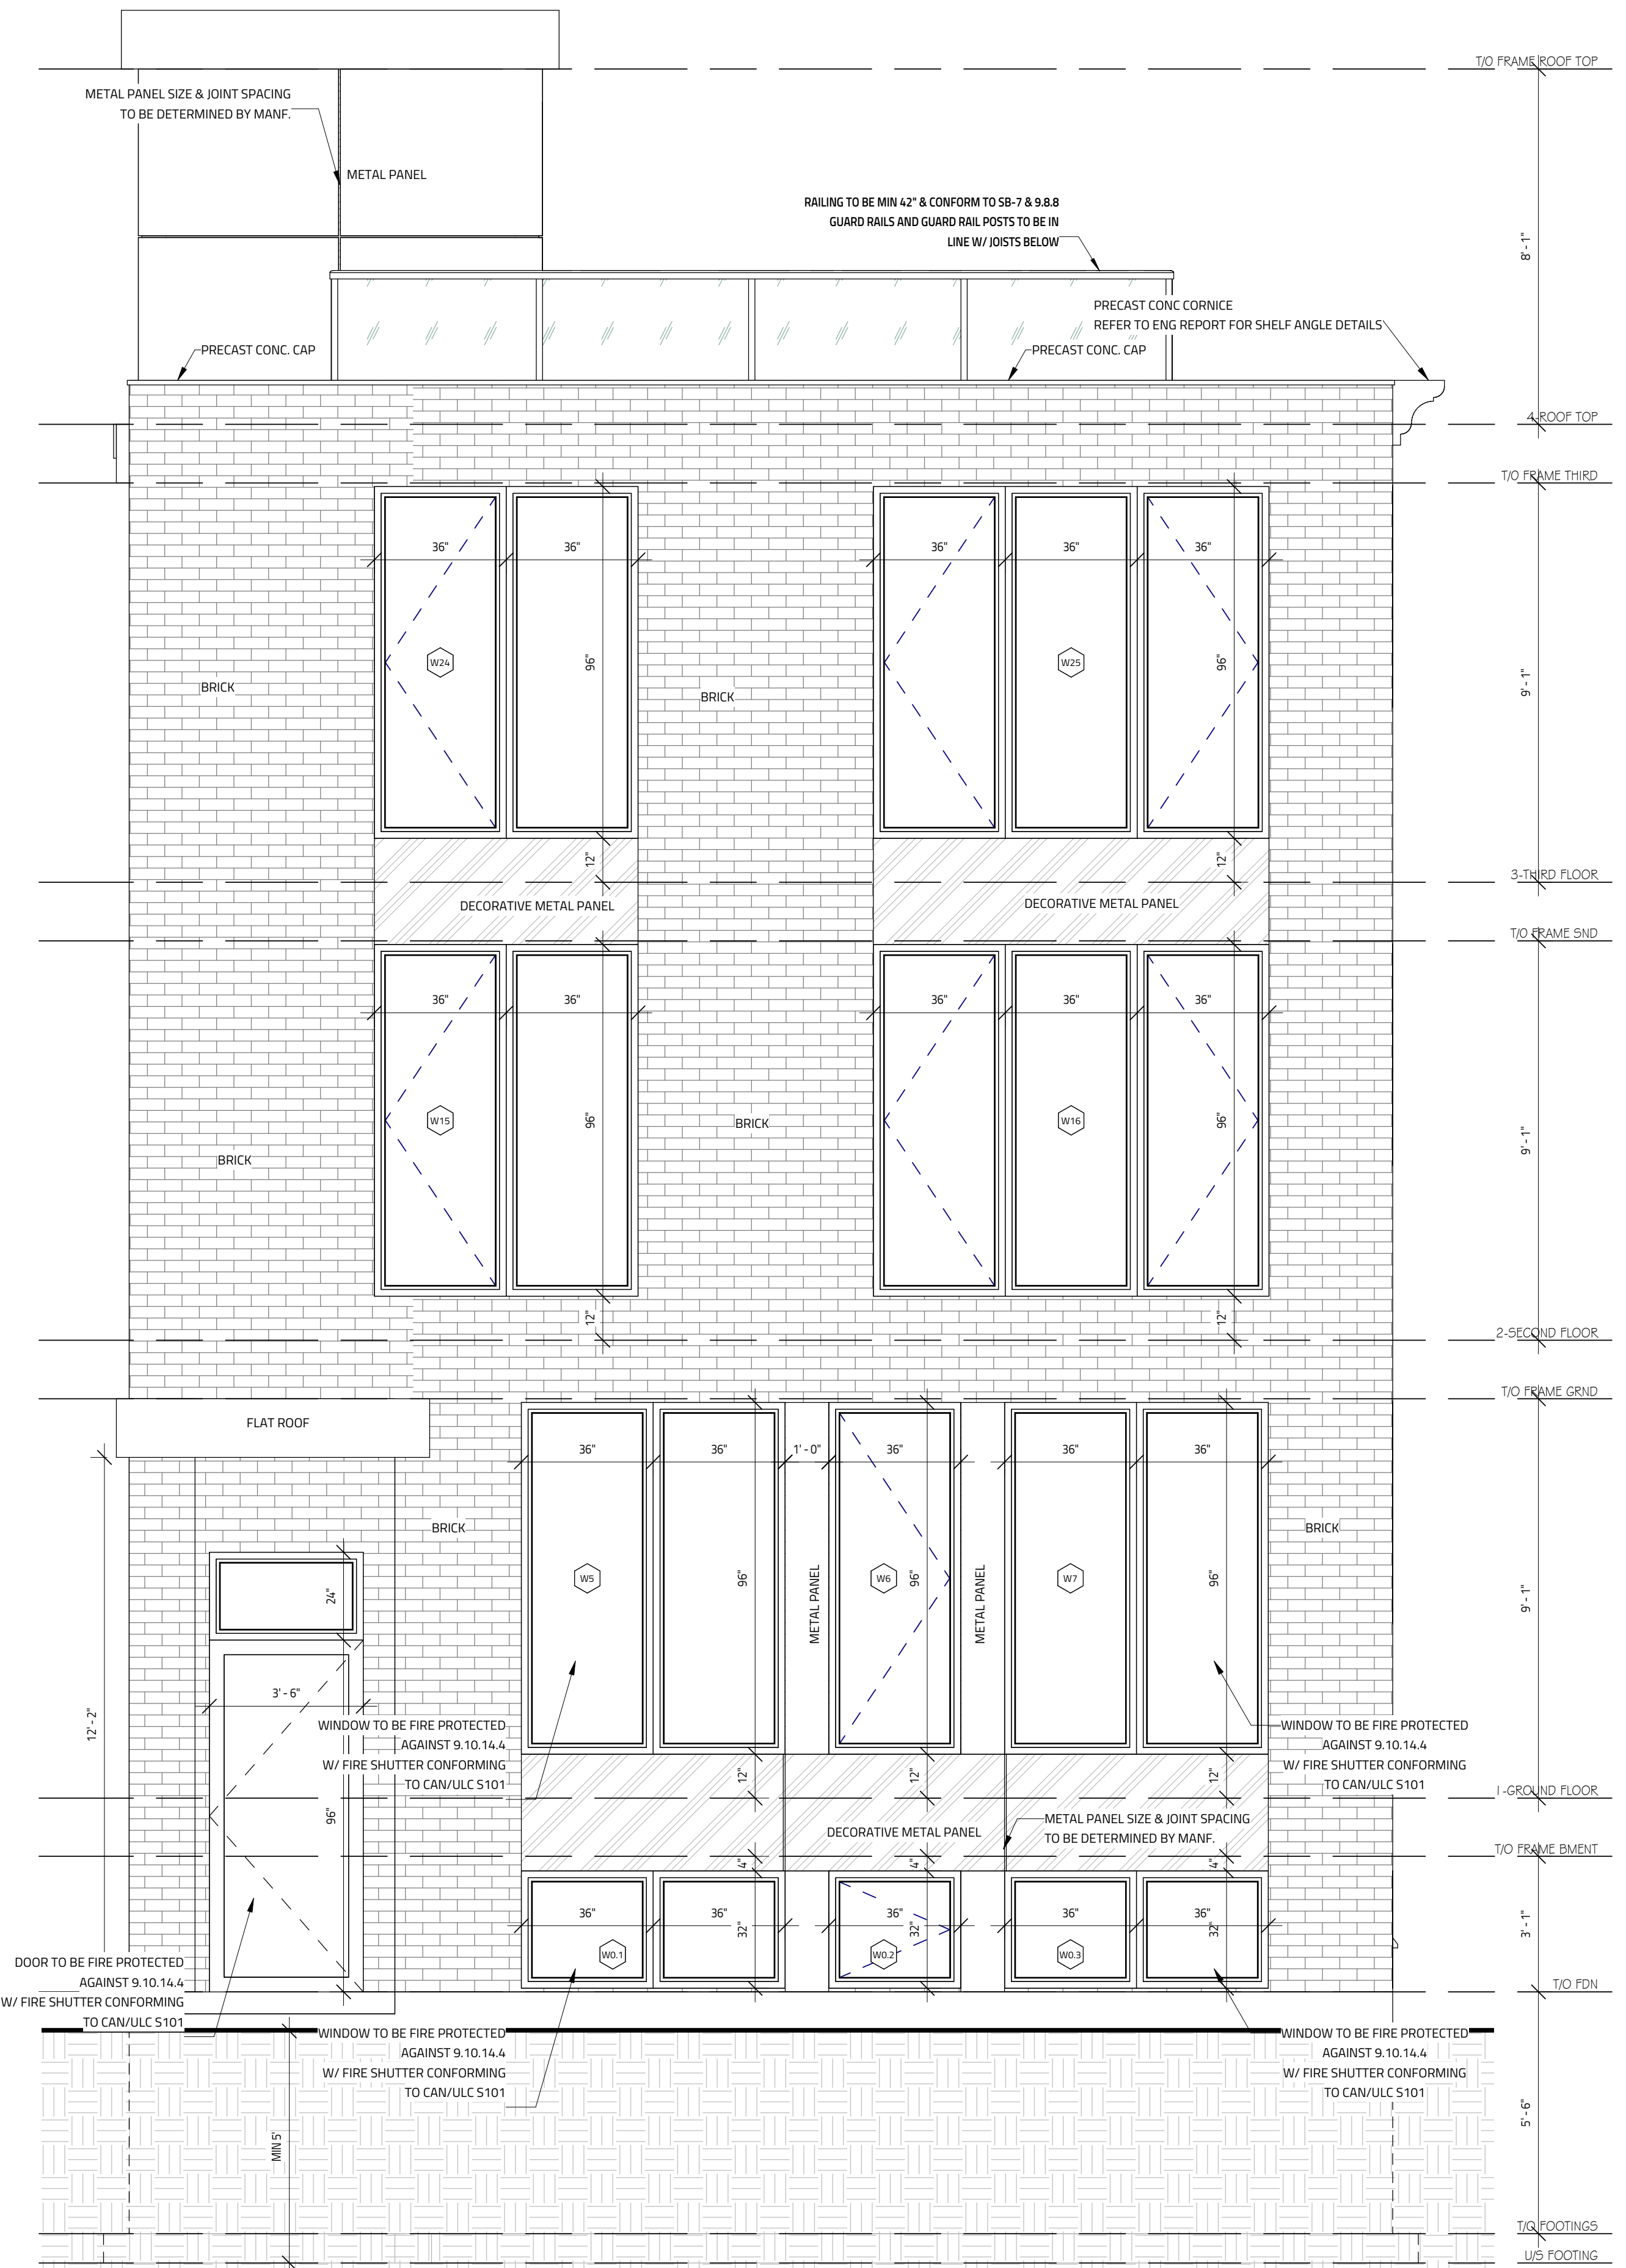 T/O FRAME ROOF TOP
METAL PANEL SIZE & JOINT SPACING
TO BE DETERMINED BY MANF.
METAL PANEL
RAILING TO BE MIN 42" & CONFORM TO SB-7 & 9.8.8
GUARD RAILS AND GUARD RAIL POSTS TO BE IN
LINE W/ JOISTS BELOW
8' - 1"
PRECAST CONC CORNICE
REFER TO ENG REPORT FOR SHELF ANGLE DETAILS
PRECAST CONC. CAP
PRECAST CONC. CAP
4-ROOF TOP
T/O FRAME THIRD
36"
36"
36"
36"
36"
W24
96"
W25
96"
9' - 1"
BRICK
BRICK
12"
12"
3-THIRD FLOOR
DECORATIVE METAL PANEL
DECORATIVE METAL PANEL
T/O FRAME SND
36"
36"
36"
36"
36"
W15
96"
W16
96"
9' - 1"
BRICK
BRICK
12"
12"
2-SECOND FLOOR
T/O FRAME GRND
FLAT ROOF
36"
36"
1' - 0"
36"
36"
36"
BRICK
BRICK
W5
96"
METAL PANEL
W6
96"
METAL PANEL
W7
96"
9' - 1"
24"
3' - 6"
12' - 2"
WINDOW TO BE FIRE PROTECTED
AGAINST 9.10.14.4
W/ FIRE SHUTTER CONFORMING
TO CAN/ULC S101
WINDOW TO BE FIRE PROTECTED
AGAINST 9.10.14.4
W/ FIRE SHUTTER CONFORMING
TO CAN/ULC S101
12"
12"
12"
1-GROUND FLOOR
96"
DECORATIVE METAL PANEL
METAL PANEL SIZE & JOINT SPACING
TO BE DETERMINED BY MANF.
T/O FRAME BMENT
4"
4"
4"
36"
36"
36"
36"
36"
32"
32"
32"
W0.1
W0.2
W0.3
3' - 1"
T/O FDN
DOOR TO BE FIRE PROTECTED
AGAINST 9.10.14.4
W/ FIRE SHUTTER CONFORMING
TO CAN/ULC S101
WINDOW TO BE FIRE PROTECTED
AGAINST 9.10.14.4
W/ FIRE SHUTTER CONFORMING
TO CAN/ULC S101
WINDOW TO BE FIRE PROTECTED
AGAINST 9.10.14.4
W/ FIRE SHUTTER CONFORMING
TO CAN/ULC S101
MIN 5'
5' - 6"
T/O FOOTINGS
U/S FOOTING